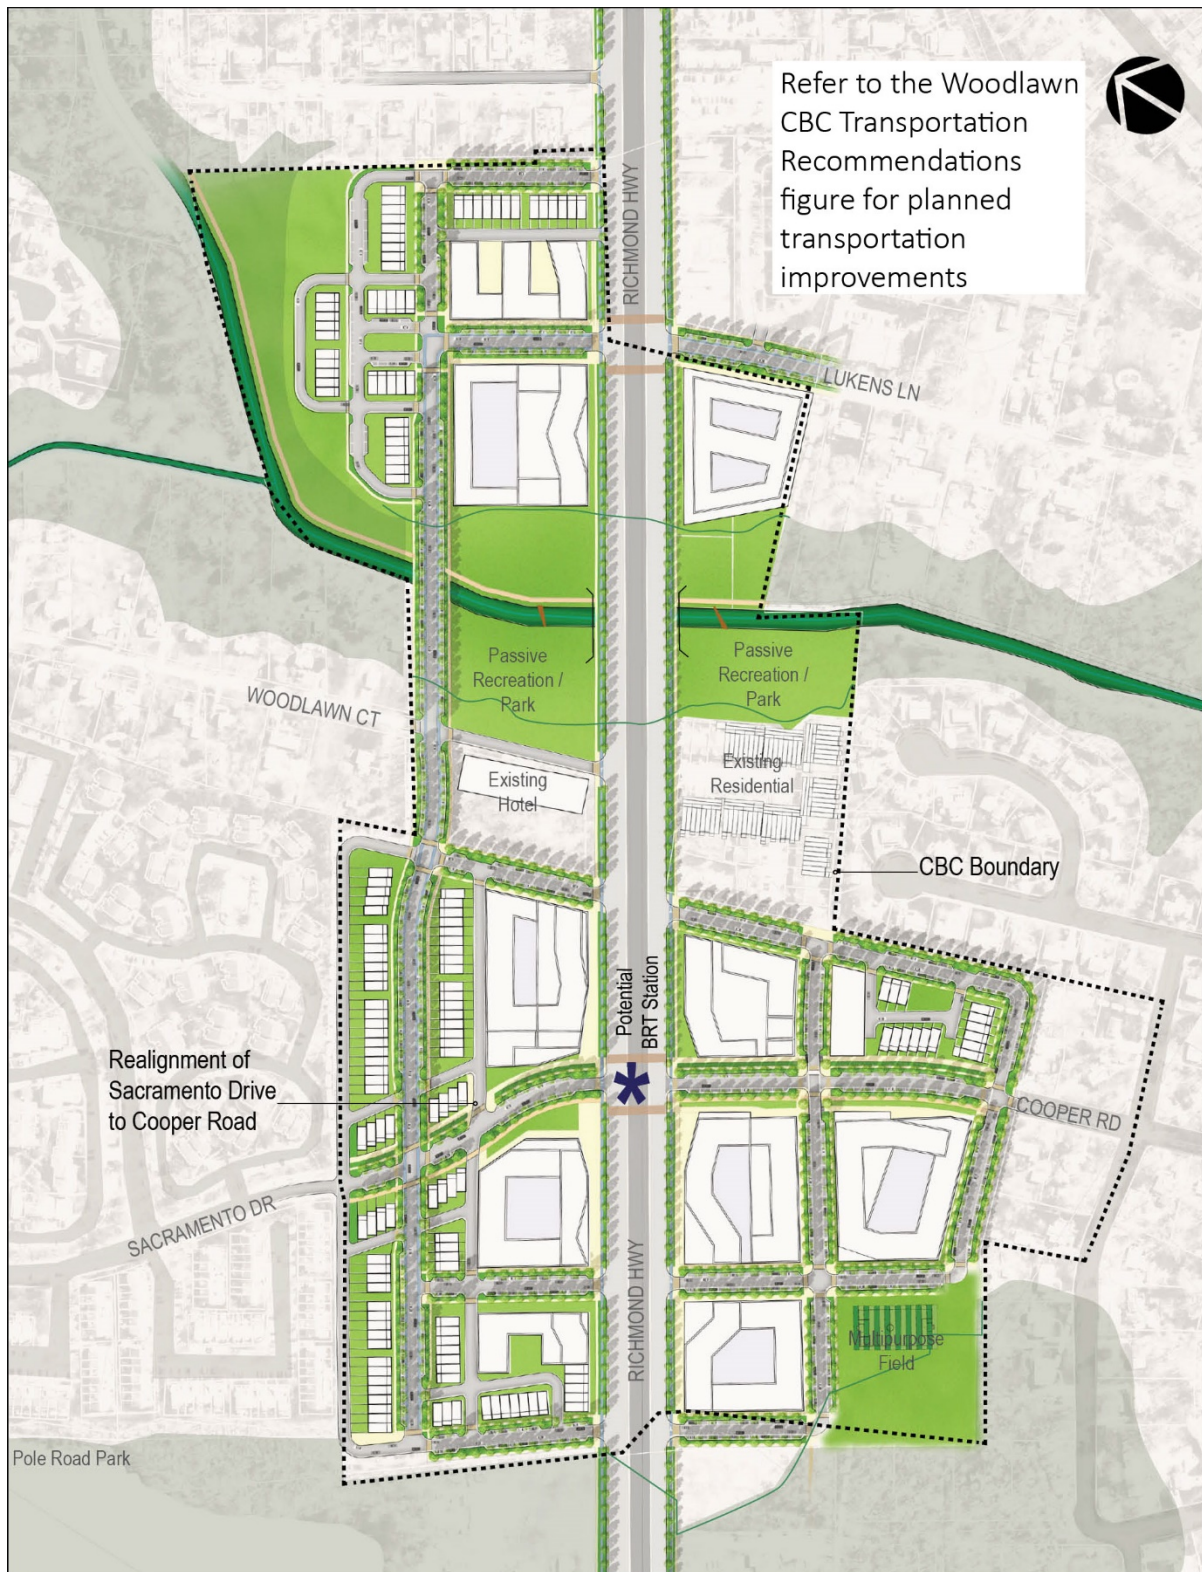 Refer to the Woodlawn
CBC Transportation
Recommendations
figure for planned
transportation
improvements
RICHMOND HWY
LUKENS LN
Passive
Recreation /
Park
Passive
Recreation /
Park
WOODLAWN CT
Existing
Hotel
Existing
Residential
CBC Boundary
Potential
BRT Station
Realignment of
Sacramento Drive
to Cooper Road
COOPER RD
SACRAMENTO DR
RICHMOND HWY
Multipurpose
Field
Pole Road Park